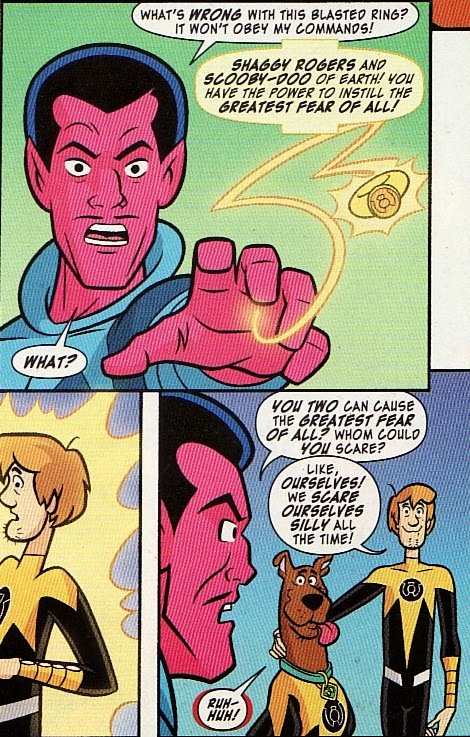 WHAT'S WRONG WITH THIS BLASTED RING?
IT WON'T OBEY MY COMMANDS!
SHAGGY ROGERS AND
SCOOBY-DOO OF EARTH! YOU
HAVE THE POWER TO INSTILL THE
GREATEST FEAR OF ALL!
WHAT?
YOU TWO CAN CAUSE
THE GREATEST FEAR
OF ALL? WHOM COULD
YOU SCARE?
LIKE,
OURSELVES!
WE SCARE
OURSELVES
SILLY ALL
THE TIME!
RUH-
HUH!